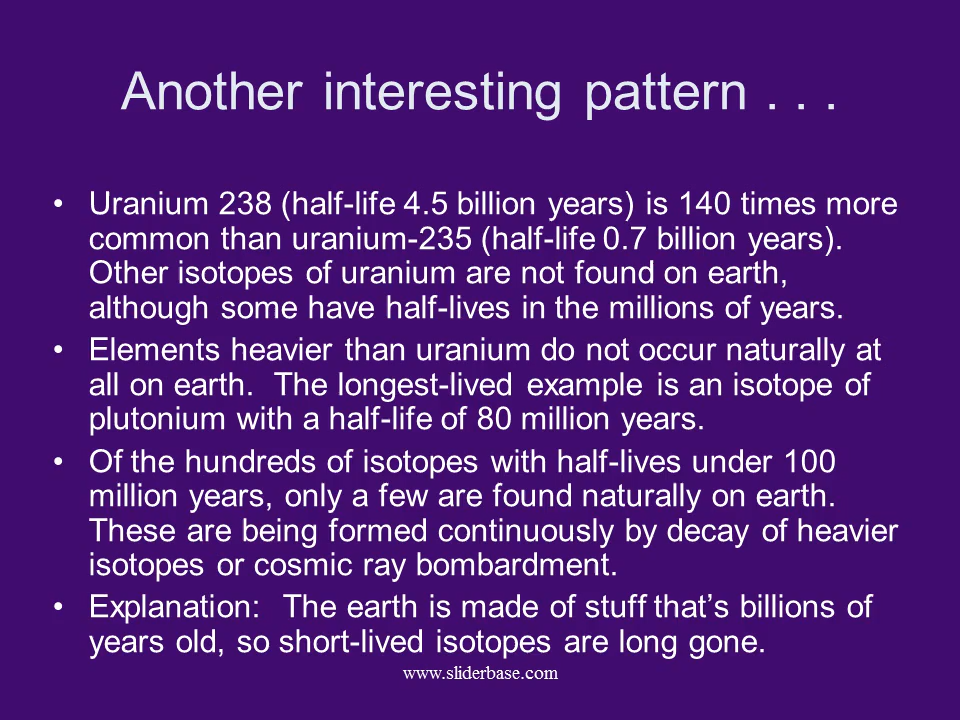 Another interesting pattern . . .
• Uranium 238 (half-life 4.5 billion years) is 140 times more
common than uranium-235 (half-life 0.7 billion years).
Other isotopes of uranium are not found on earth,
although some have half-lives in the millions of years.
• Elements heavier than uranium do not occur naturally at
all on earth.  The longest-lived example is an isotope of
plutonium with a half-life of 80 million years.
• Of the hundreds of isotopes with half-lives under 100
million years, only a few are found naturally on earth.
These are being formed continuously by decay of heavier
isotopes or cosmic ray bombardment.
• Explanation:  The earth is made of stuff that’s billions of
years old, so short-lived isotopes are long gone.
www.sliderbase.com